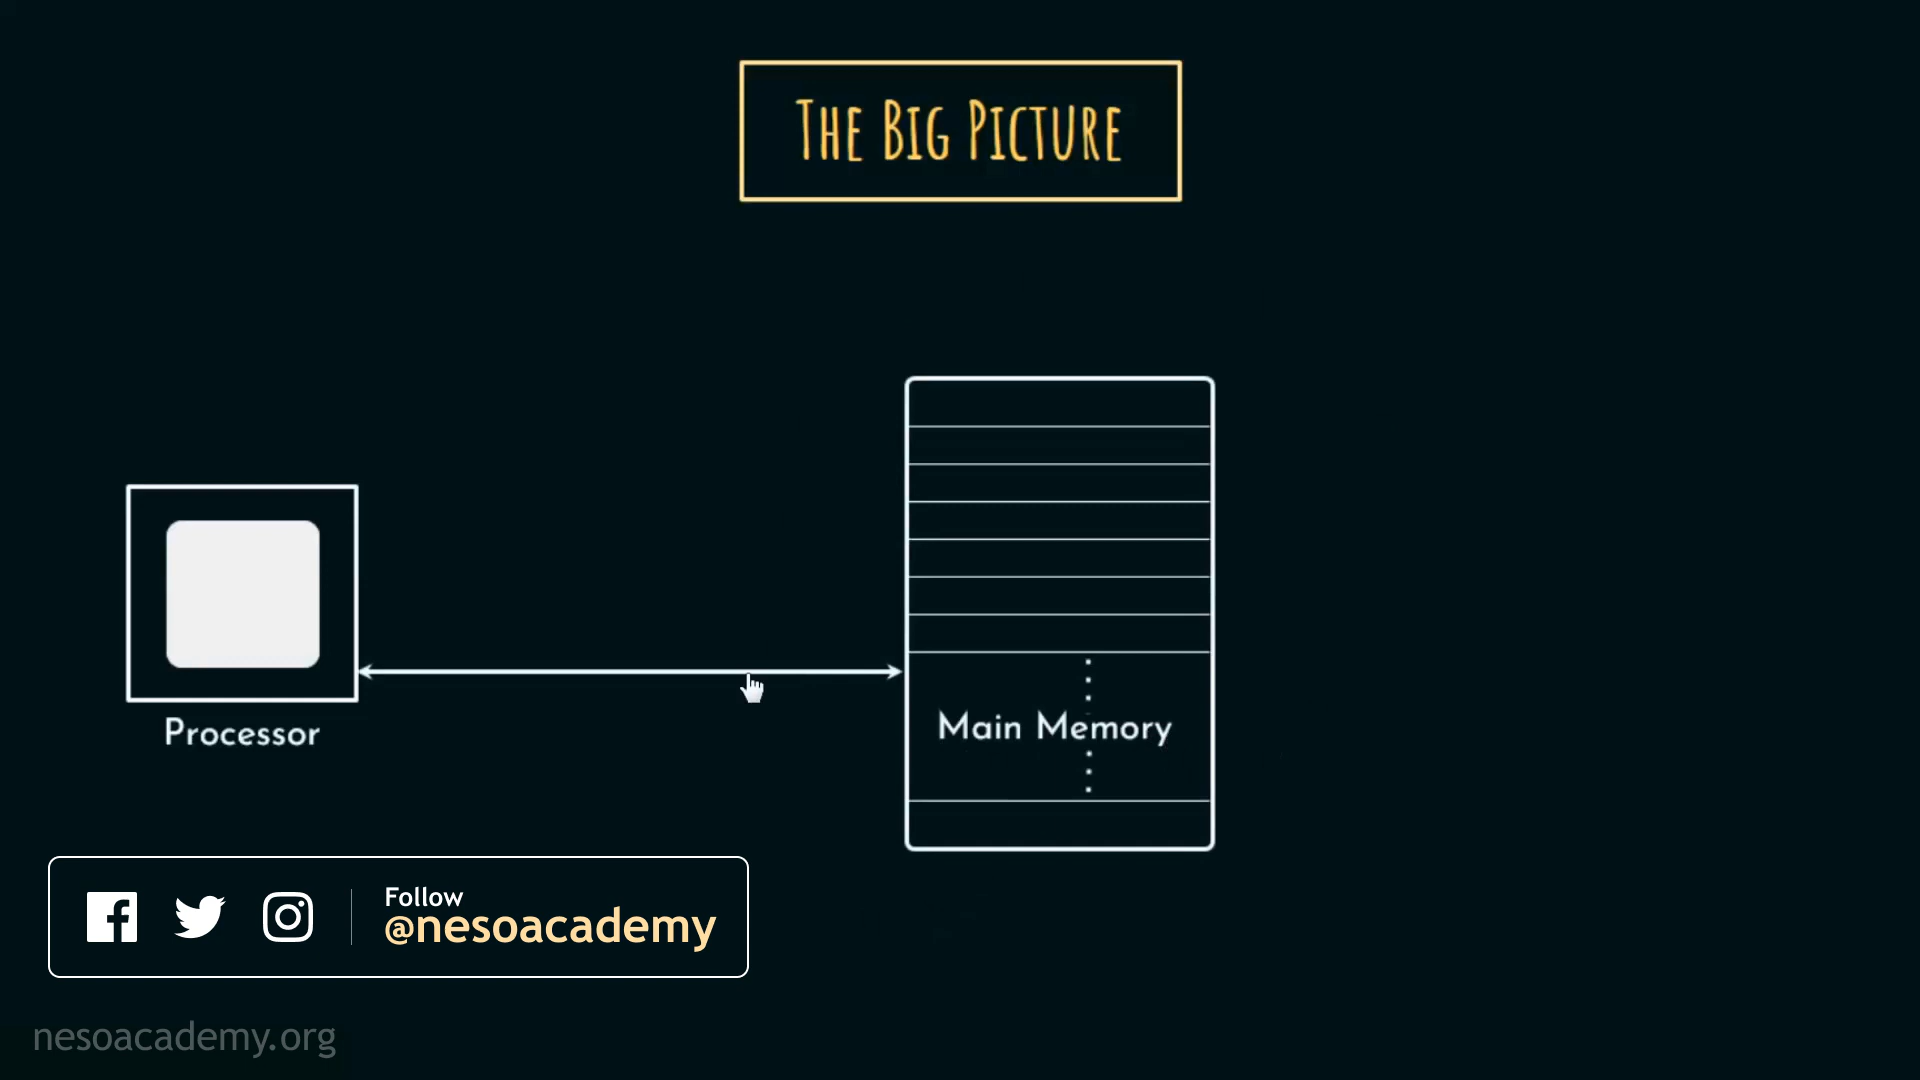 The Big Picture
Processor
Main Memory
Follow
@nesoacademy
nesoacademy.org